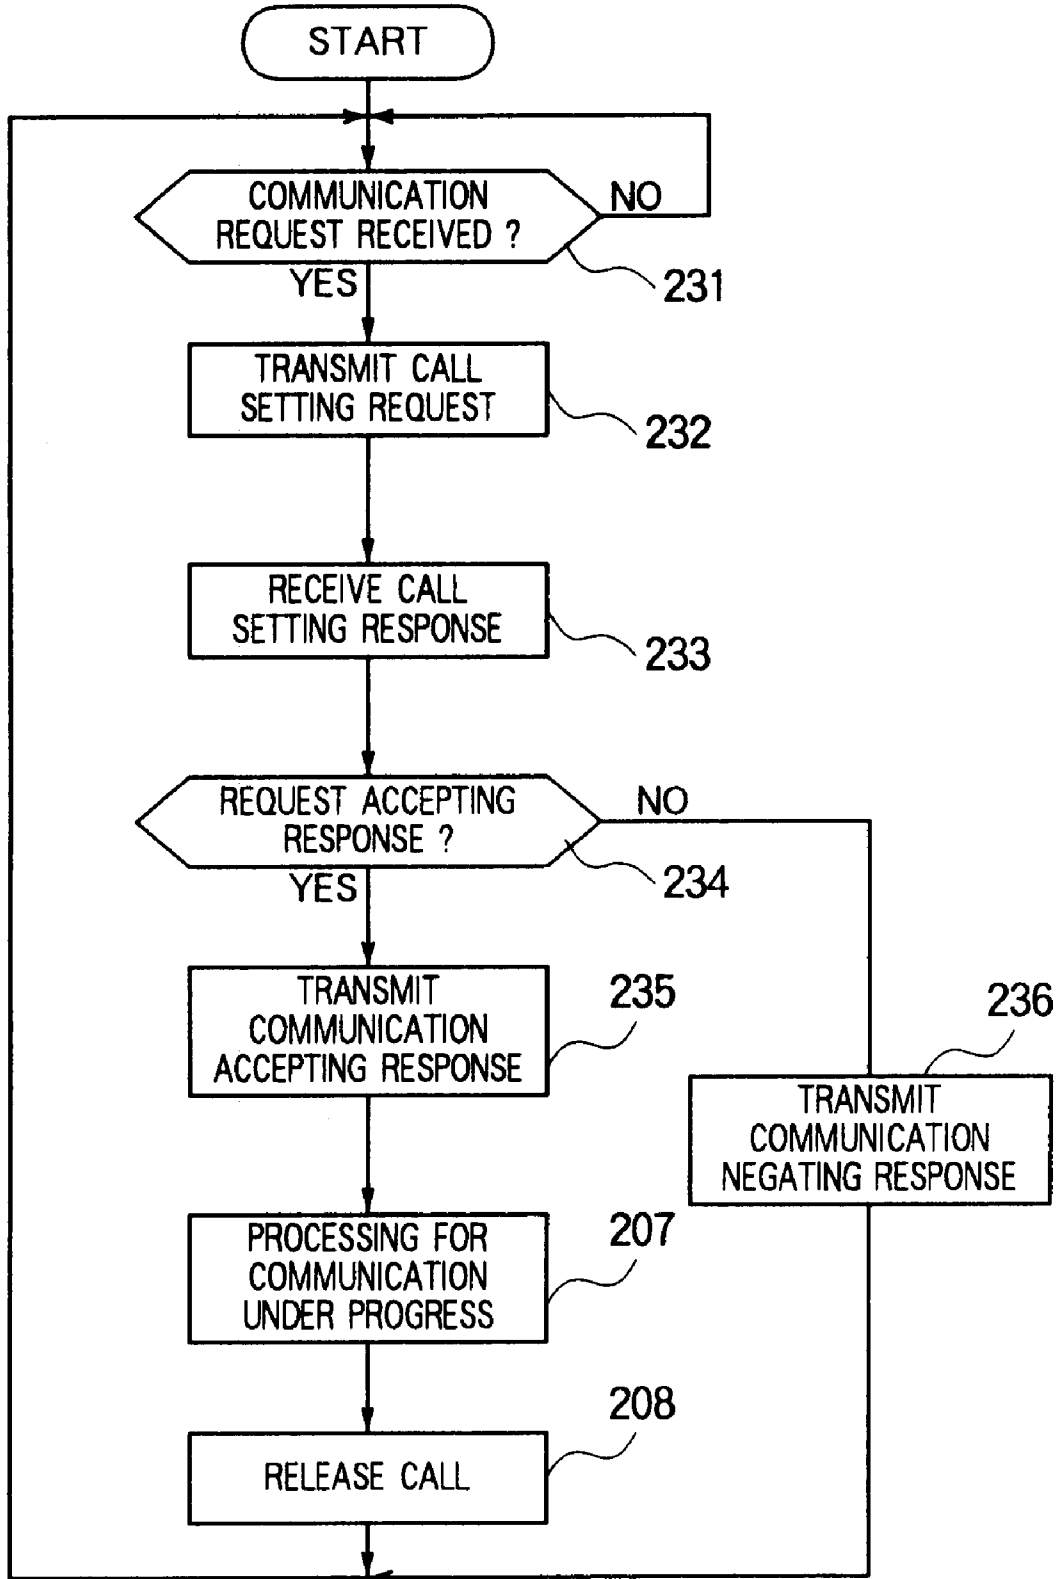 START
COMMUNICATION
REQUEST RECEIVED ?
NO
YES
231
TRANSMIT CALL
SETTING REQUEST
232
RECEIVE CALL
SETTING RESPONSE
233
REQUEST ACCEPTING
RESPONSE ?
NO
YES
234
TRANSMIT
COMMUNICATION
ACCEPTING RESPONSE
235
236
TRANSMIT
COMMUNICATION
NEGATING RESPONSE
PROCESSING FOR
COMMUNICATION
UNDER PROGRESS
207
208
RELEASE CALL